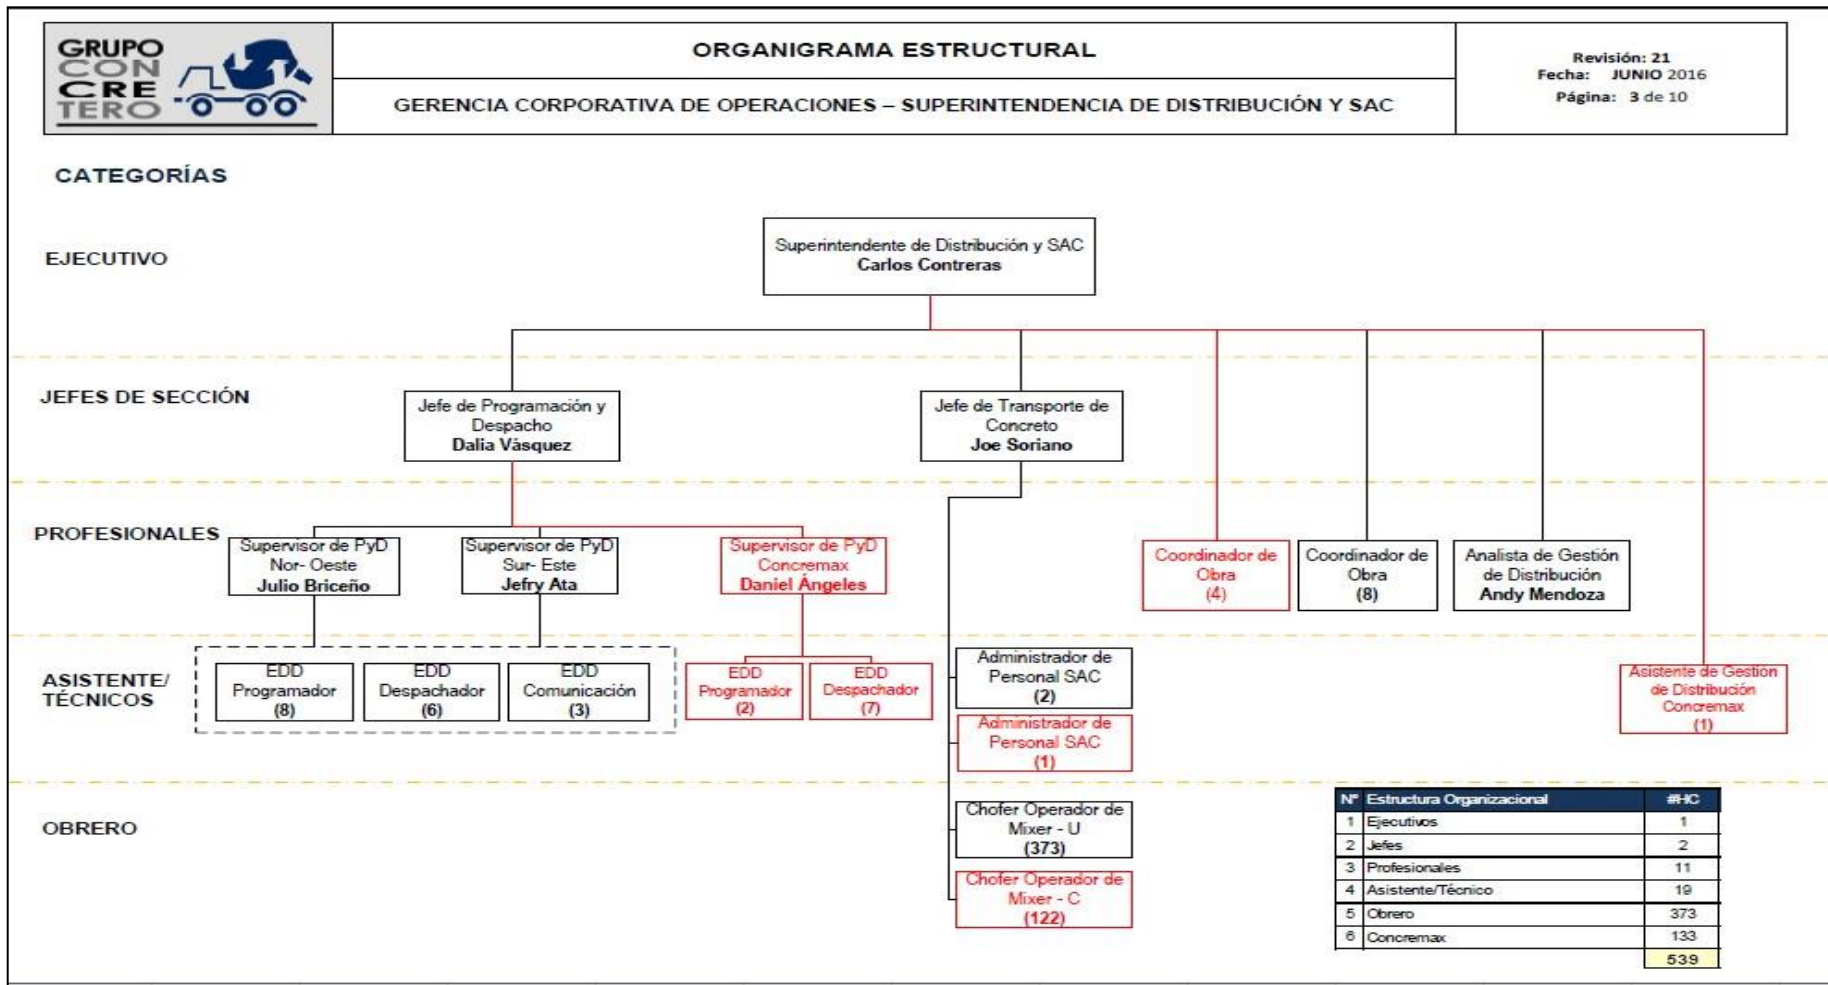 GRUPO
CON
CRE
TERO
ORGANIGRAMA ESTRUCTURAL
GERENCIA CORPORATIVA DE OPERACIONES – SUPERINTENDENCIA DE DISTRIBUCIÓN Y SAC
Revisión: 21
Fecha: JUNIO 2016
Página: 3 de 10
CATEGORÍAS
EJECUTIVO
Superintendente de Distribución y SAC
Carlos Contreras
JEFES DE SECCIÓN
Jefe de Programación y
Despacho
Dalia Vásquez
Jefe de Transporte de
Concreto
Joe Soriano
PROFESIONALES
Supervisor de PyD
Nor- Oeste
Julio Briceño
Supervisor de PyD
Sur- Este
Jefry Ata
Supervisor de PyD
Concremax
Daniel Ángeles
Coordinador de
Obra
(4)
Coordinador de
Obra
(8)
Analista de Gestión
de Distribución
Andy Mendoza
ASISTENTE/
TÉCNICOS
EDD
Programador
(8)
EDD
Despachador
(6)
EDD
Comunicación
(3)
EDD
Programador
(2)
EDD
Despachador
(7)
Administrador de
Personal SAC
(2)
Administrador de
Personal SAC
(1)
Asistente de Gestión
de Distribución
Concremax
(1)
OBRERO
Chofer Operador de
Mixer - U
(373)
Chofer Operador de
Mixer - C
(122)
N° Estructura Organizacional #HC
1 Ejecutivos 1
2 Jefes 2
3 Profesionales 11
4 Asistente/Técnico 19
5 Obrero 373
6 Concremax 133
539